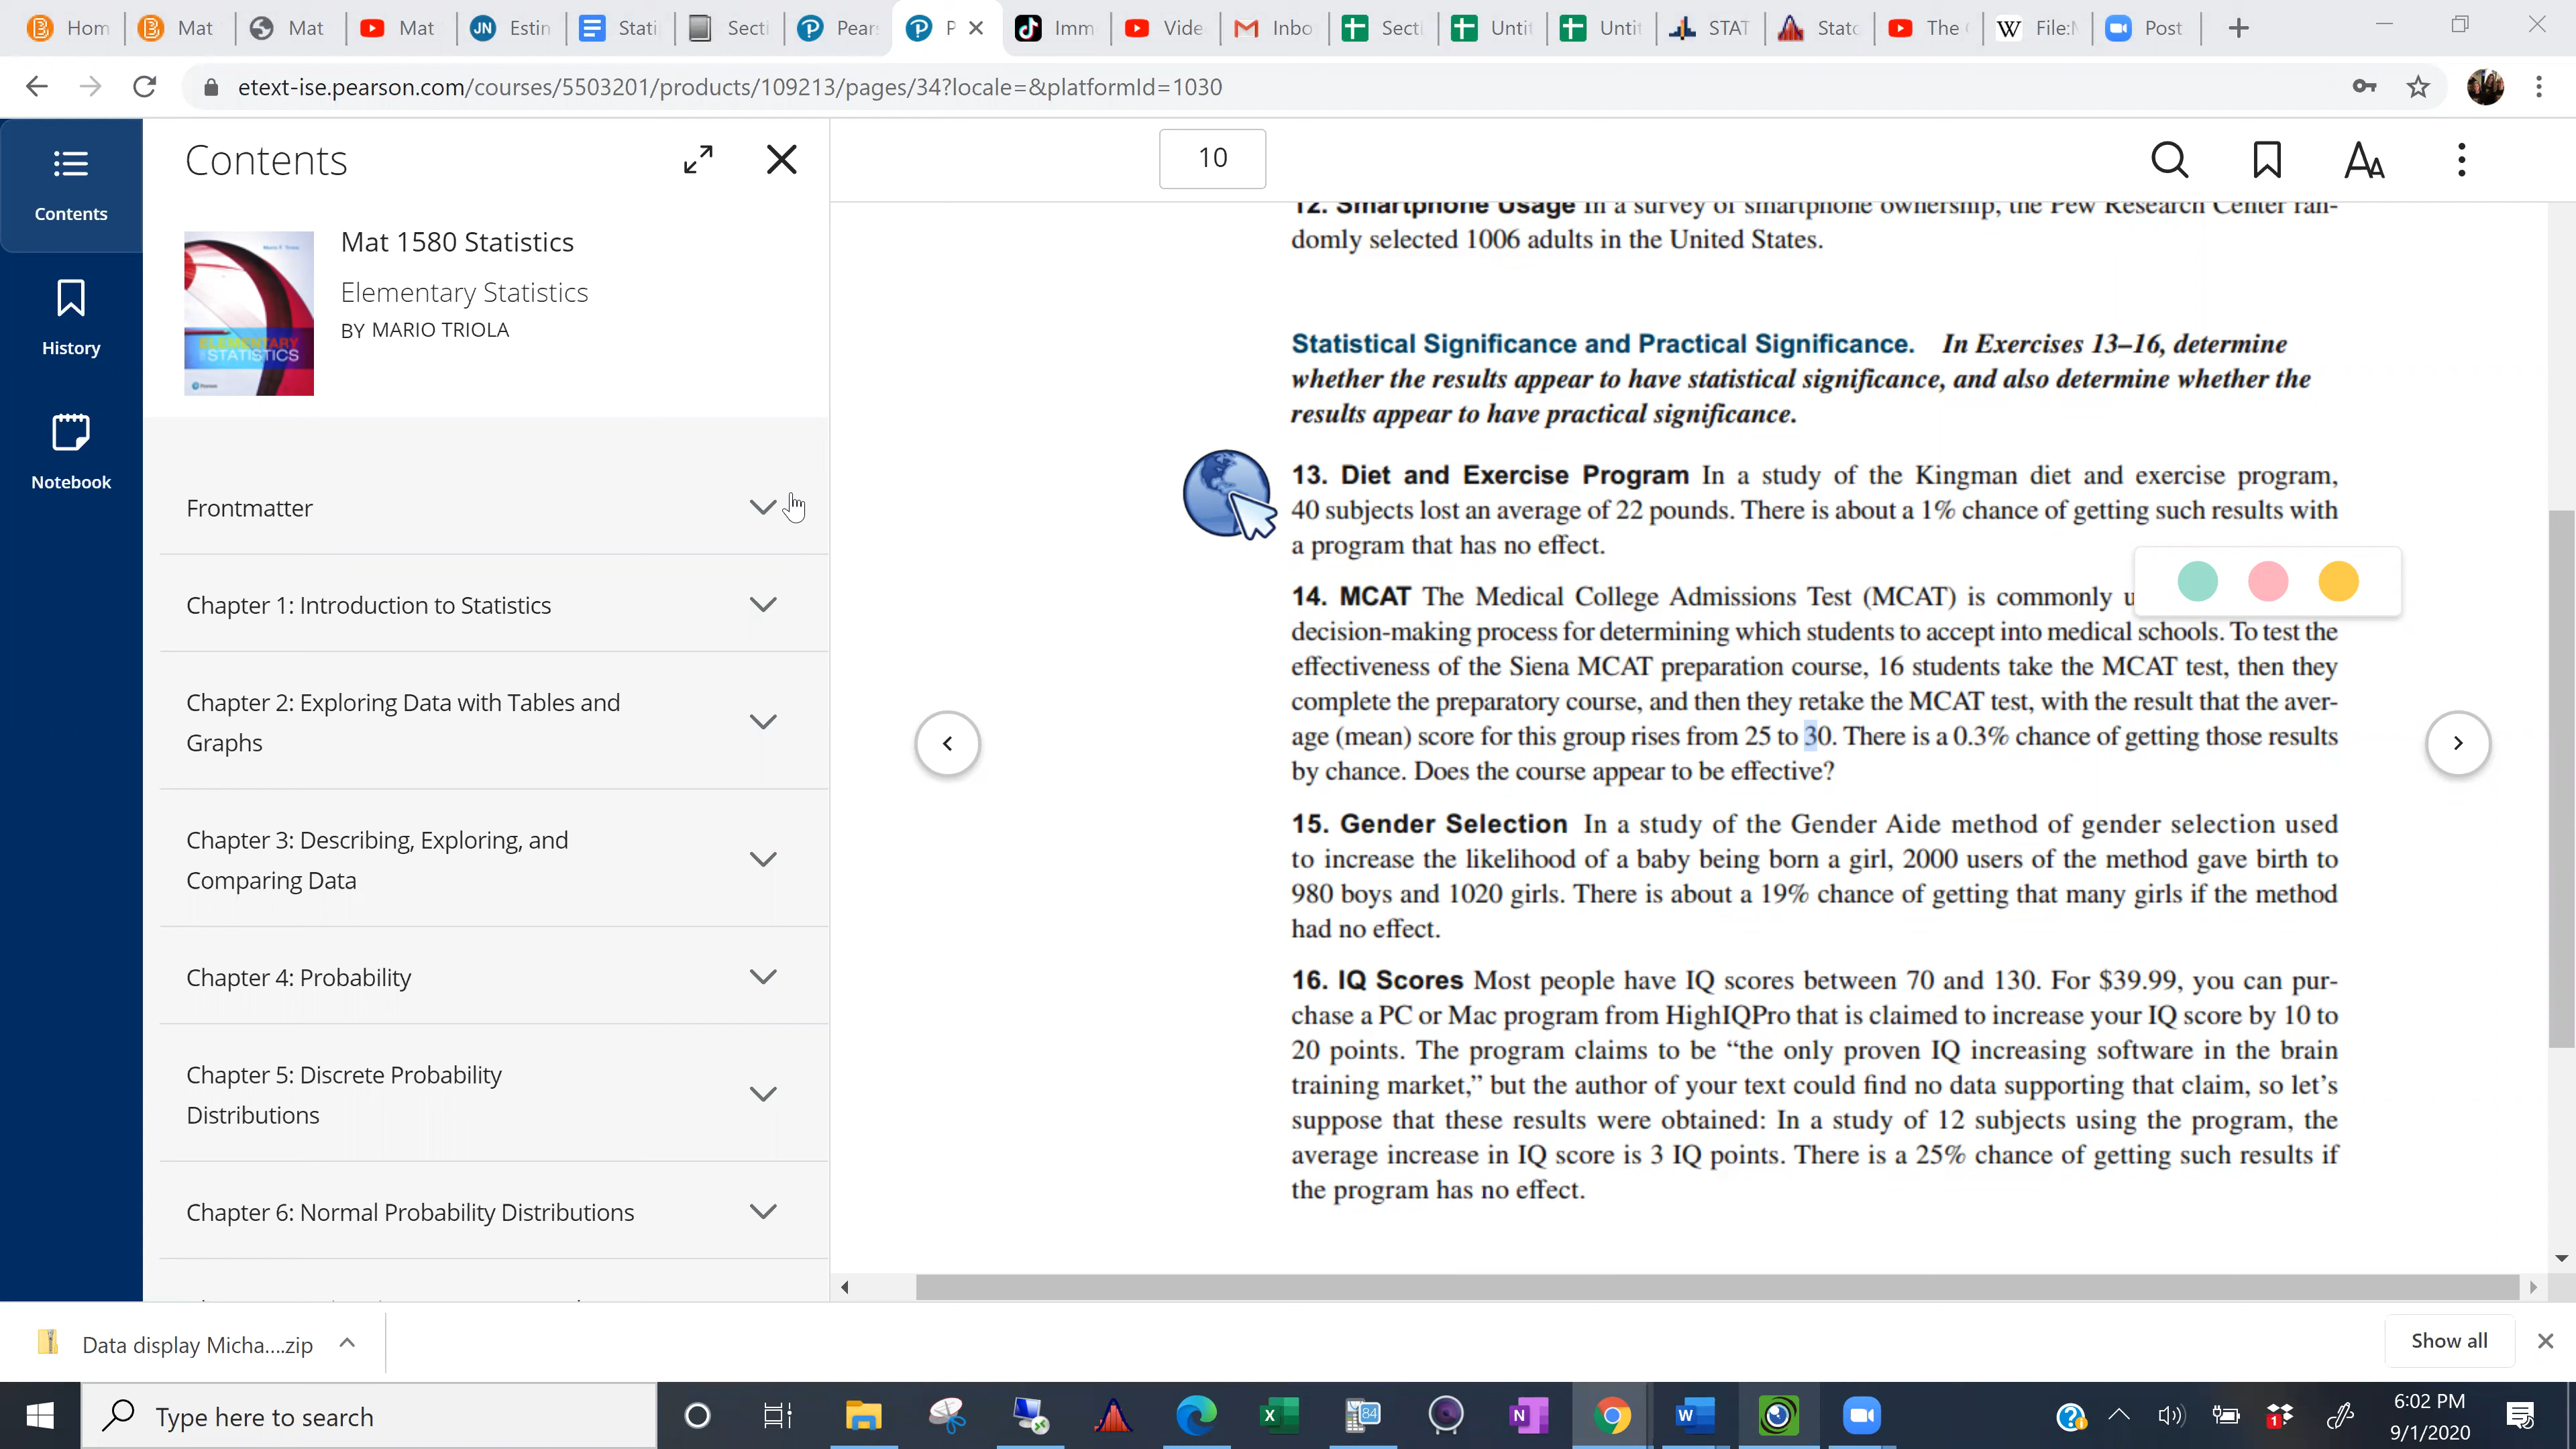 Hom
Mat
Mat
Mat
JN Estin
Stati
Secti
Pears
P
Imm
Vide
Inbo
Secti
Untit
Untit
STAT
Statc
The
W File:
Post
etext-ise.pearson.com/courses/5503201/products/109213/pages/34?locale=&platformId=1030
Contents
History
Notebook
Contents
Mat 1580 Statistics
Elementary Statistics
BY MARIO TRIOLA
ELEMENTARY
STATISTICS
Frontmatter
Chapter 1: Introduction to Statistics
Chapter 2: Exploring Data with Tables and
Graphs
Chapter 3: Describing, Exploring, and
Comparing Data
Chapter 4: Probability
Chapter 5: Discrete Probability
Distributions
Chapter 6: Normal Probability Distributions
10
12. Smartphone Usage In a survey of smartphone ownership, the Pew Research Center ran-
domly selected 1006 adults in the United States.
Statistical Significance and Practical Significance. In Exercises 13–16, determine
whether the results appear to have statistical significance, and also determine whether the
results appear to have practical significance.
13. Diet and Exercise Program In a study of the Kingman diet and exercise program,
40 subjects lost an average of 22 pounds. There is about a 1% chance of getting such results with
a program that has no effect.
14. MCAT The Medical College Admissions Test (MCAT) is commonly u
decision-making process for determining which students to accept into medical schools. To test the
effectiveness of the Siena MCAT preparation course, 16 students take the MCAT test, then they
complete the preparatory course, and then they retake the MCAT test, with the result that the aver-
age (mean) score for this group rises from 25 to 30. There is a 0.3% chance of getting those results
by chance. Does the course appear to be effective?
15. Gender Selection In a study of the Gender Aide method of gender selection used
to increase the likelihood of a baby being born a girl, 2000 users of the method gave birth to
980 boys and 1020 girls. There is about a 19% chance of getting that many girls if the method
had no effect.
16. IQ Scores Most people have IQ scores between 70 and 130. For $39.99, you can pur-
chase a PC or Mac program from HighIQPro that is claimed to increase your IQ score by 10 to
20 points. The program claims to be “the only proven IQ increasing software in the brain
training market,” but the author of your text could find no data supporting that claim, so let’s
suppose that these results were obtained: In a study of 12 subjects using the program, the
average increase in IQ score is 3 IQ points. There is a 25% chance of getting such results if
the program has no effect.
Data display Micha....zip
Show all
Type here to search
84
6:02 PM
9/1/2020